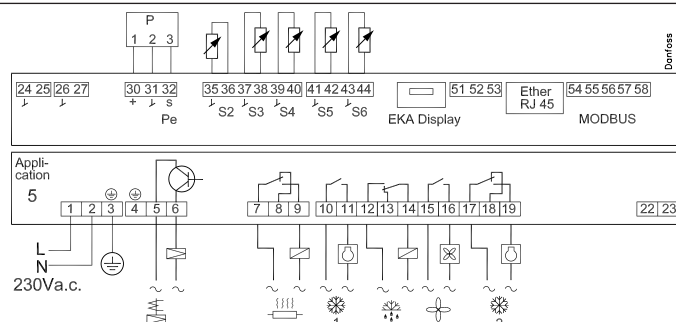 P
1 2 3
Danfoss
24 25 26 27 30 31 32 35 36 37 38 39 40 41 42 43 44 51 52 53 Ether RJ 45 54 55 56 57 58
+ s S2 S3 S4 S5 S6
Pe EKA Display MODBUS
Appli-
cation
5
1 2 3 4 5 6 7 8 9 10 11 12 13 14 15 16 17 18 19 22 23
L
N
230Va.c.